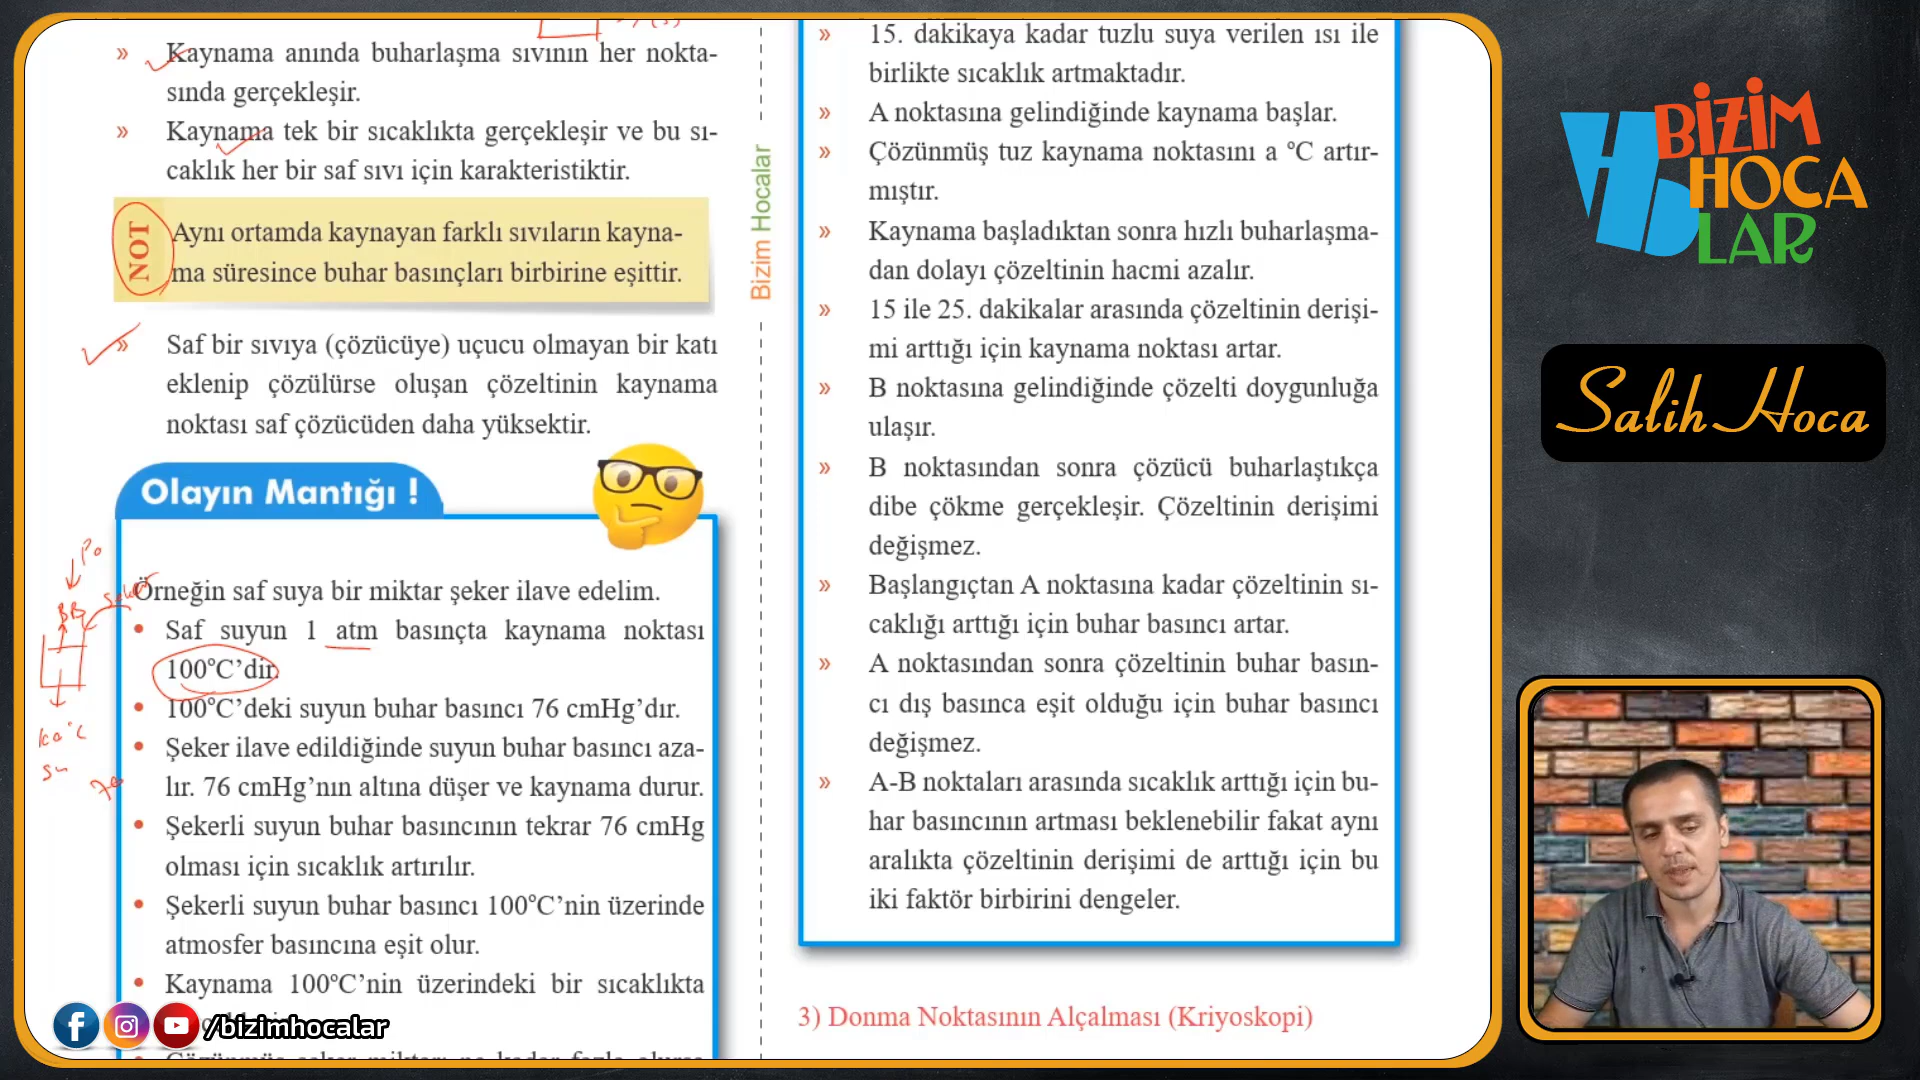 » Kaynama anında buharlaşma sıvının her nokta-
sında gerçekleşir.
» Kaynama tek bir sıcaklıkta gerçekleşir ve bu sı-
caklık her bir saf sıvı için karakteristiktir.
NOT
Aynı ortamda kaynayan farklı sıvıların kayna-
ma süresince buhar basınçları birbirine eşittir.
» Saf bir sıvıya (çözücüye) uçucu olmayan bir katı
eklenip çözülürse oluşan çözeltinin kaynama
noktası saf çözücüden daha yüksektir.
Olayın Mantığı !
Po
BB
şeker
Örneğin saf suya bir miktar şeker ilave edelim.
• Saf suyun 1 atm basınçta kaynama noktası
100°C’dir.
• 100°C’deki suyun buhar basıncı 76 cmHg’dır.
• Şeker ilave edildiğinde suyun buhar basıncı aza-
lır. 76 cmHg’nın altına düşer ve kaynama durur.
• Şekerli suyun buhar basıncının tekrar 76 cmHg
olması için sıcaklık artırılır.
• Şekerli suyun buhar basıncı 100°C’nin üzerinde
atmosfer basıncına eşit olur.
• Kaynama 100°C’nin üzerindeki bir sıcaklıkta
Bizim Hocalar
» 15. dakikaya kadar tuzlu suya verilen ısı ile
birlikte sıcaklık artmaktadır.
» A noktasına gelindiğinde kaynama başlar.
» Çözünmüş tuz kaynama noktasını a °C artır-
mıştır.
» Kaynama başladıktan sonra hızlı buharlaşma-
dan dolayı çözeltinin hacmi azalır.
» 15 ile 25. dakikalar arasında çözeltinin derişi-
mi arttığı için kaynama noktası artar.
» B noktasına gelindiğinde çözelti doygunluğa
ulaşır.
» B noktasından sonra çözücü buharlaştıkça
dibe çökme gerçekleşir. Çözeltinin derişimi
değişmez.
» Başlangıçtan A noktasına kadar çözeltinin sı-
caklığı arttığı için buhar basıncı artar.
» A noktasından sonra çözeltinin buhar basın-
cı dış basınca eşit olduğu için buhar basıncı
değişmez.
» A-B noktaları arasında sıcaklık arttığı için bu-
har basıncının artması beklenebilir fakat aynı
aralıkta çözeltinin derişimi de arttığı için bu
iki faktör birbirini dengeler.
3) Donma Noktasının Alçalması (Kriyoskopi)
/bizimhocalar
BİZİM
HOCA
LAR
Salih Hoca